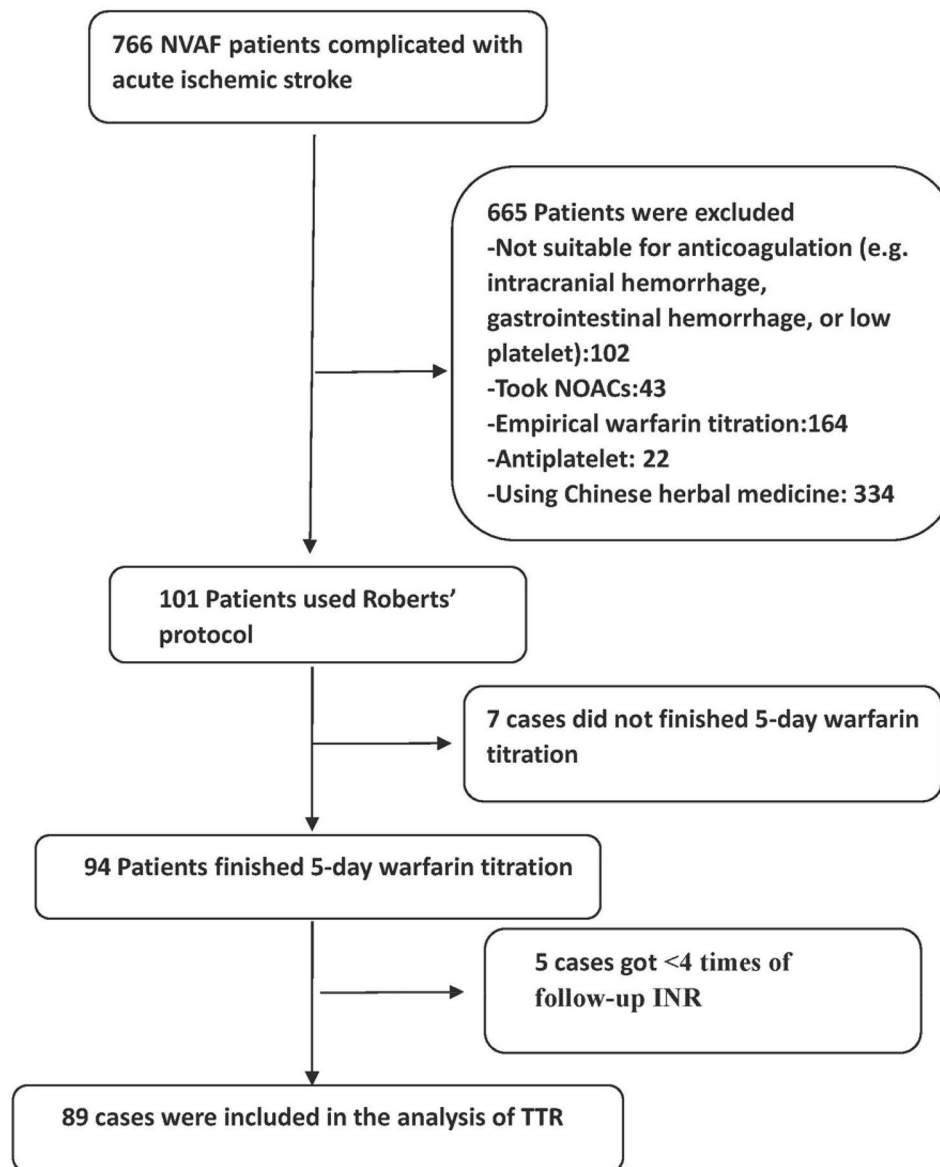 766 NVAF patients complicated with
acute ischemic stroke
665 Patients were excluded
-Not suitable for anticoagulation (e.g.
intracranial hemorrhage,
gastrointestinal hemorrhage, or low
platelet):102
-Took NOACs:43
-Empirical warfarin titration:164
-Antiplatelet: 22
-Using Chinese herbal medicine: 334
101 Patients used Roberts’
protocol
7 cases did not finished 5-day warfarin
titration
94 Patients finished 5-day warfarin titration
5 cases got <4 times of
follow-up INR
89 cases were included in the analysis of TTR